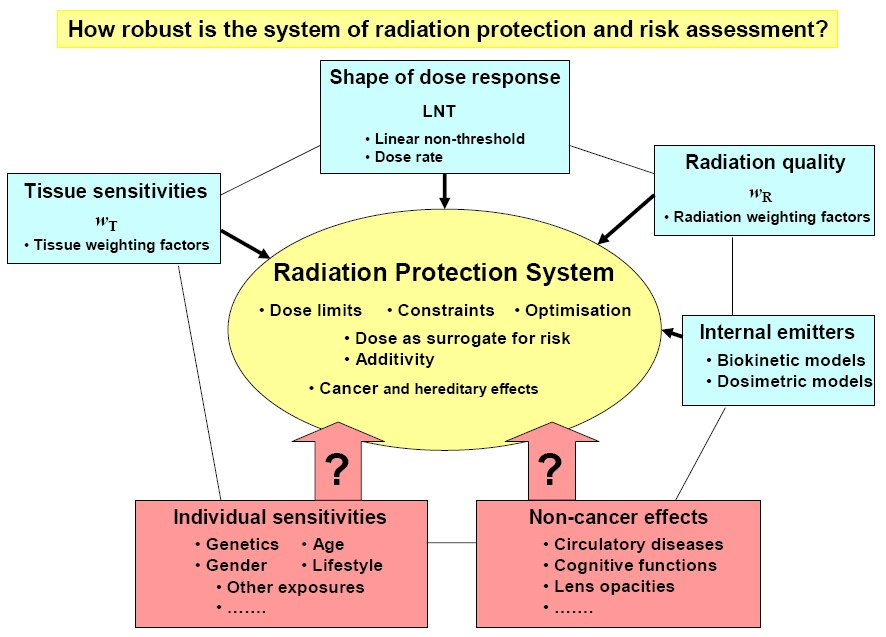 How robust is the system of radiation protection and risk assessment?
Shape of dose response
LNT
• Linear non-threshold
• Dose rate
Tissue sensitivities
wT
• Tissue weighting factors
Radiation quality
wR
• Radiation weighting factors
Radiation Protection System
• Dose limits • Constraints • Optimisation
• Dose as surrogate for risk
• Additivity
• Cancer and hereditary effects
Internal emitters
• Biokinetic models
• Dosimetric models
?
?
Individual sensitivities
• Genetics • Age
• Gender • Lifestyle
• Other exposures
• …….
Non-cancer effects
• Circulatory diseases
• Cognitive functions
• Lens opacities
• …….